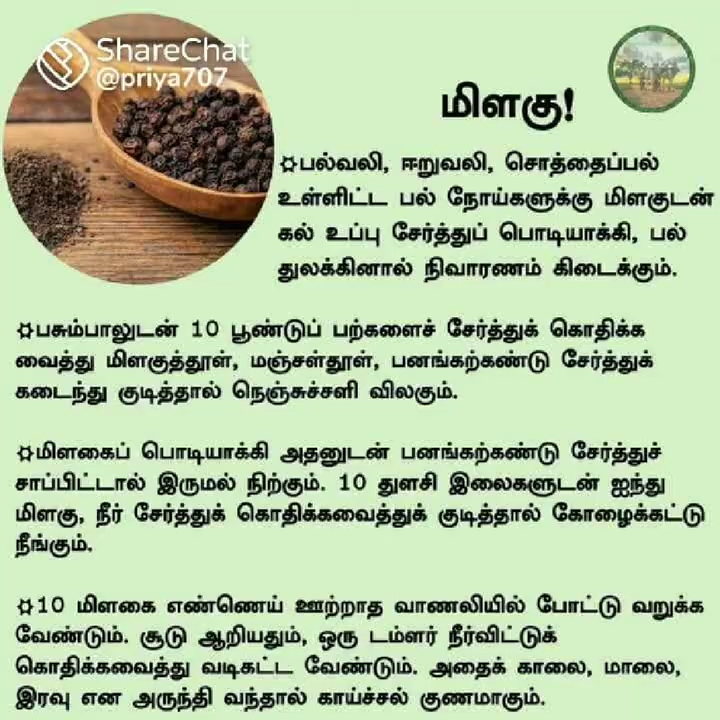 ShareChat
@priya707
மிளகு!
¤பல்வலி, ஈறுவலி, சொத்தைப்பல்
உள்ளிட்ட பல் நோய்களுக்கு மிளகுடன்
கல் உப்பு சேர்த்துப் பொடியாக்கி, பல்
துலக்கினால் நிவாரணம் கிடைக்கும்.
¤பசும்பாலுடன் 10 பூண்டுப் பற்களைச் சேர்த்துக் கொதிக்க
வைத்து மிளகுத்தூள், மஞ்சள்தூள், பனங்கற்கண்டு சேர்த்துக்
கடைந்து குடித்தால் நெஞ்சுச்சளி விலகும்.
¤மிளகைப் பொடியாக்கி அதனுடன் பனங்கற்கண்டு சேர்த்துச்
சாப்பிட்டால் இருமல் நிற்கும். 10 துளசி இலைகளுடன் ஐந்து
மிளகு, நீர் சேர்த்துக் கொதிக்கவைத்துக் குடித்தால் கோழைக்கட்டு
நீங்கும்.
¤10 மிளகை எண்ணெய் ஊற்றாத வாணலியில் போட்டு வறுக்க
வேண்டும். சூடு ஆறியதும், ஒரு டம்ளர் நீர்விட்டுக்
கொதிக்கவைத்து வடிகட்ட வேண்டும். அதைக் காலை, மாலை,
இரவு என அருந்தி வந்தால் காய்ச்சல் குணமாகும்.